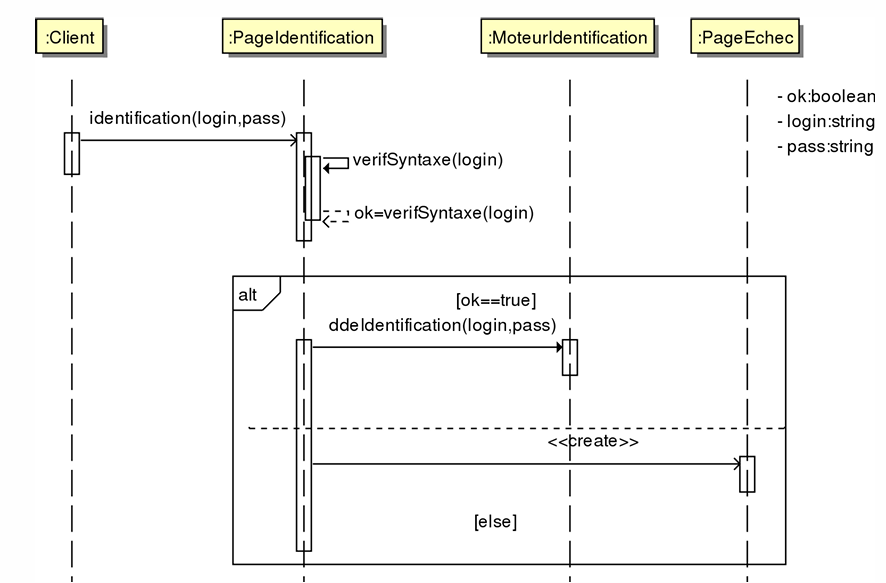 :Client
:PageIdentification
:MoteurIdentification
:PageEchec
- ok:boolean
- login:string
- pass:string
identification(login,pass)
verifSyntaxe(login)
ok=verifSyntaxe(login)
alt
[ok==true]
ddeIdentification(login,pass)
<<create>>
[else]